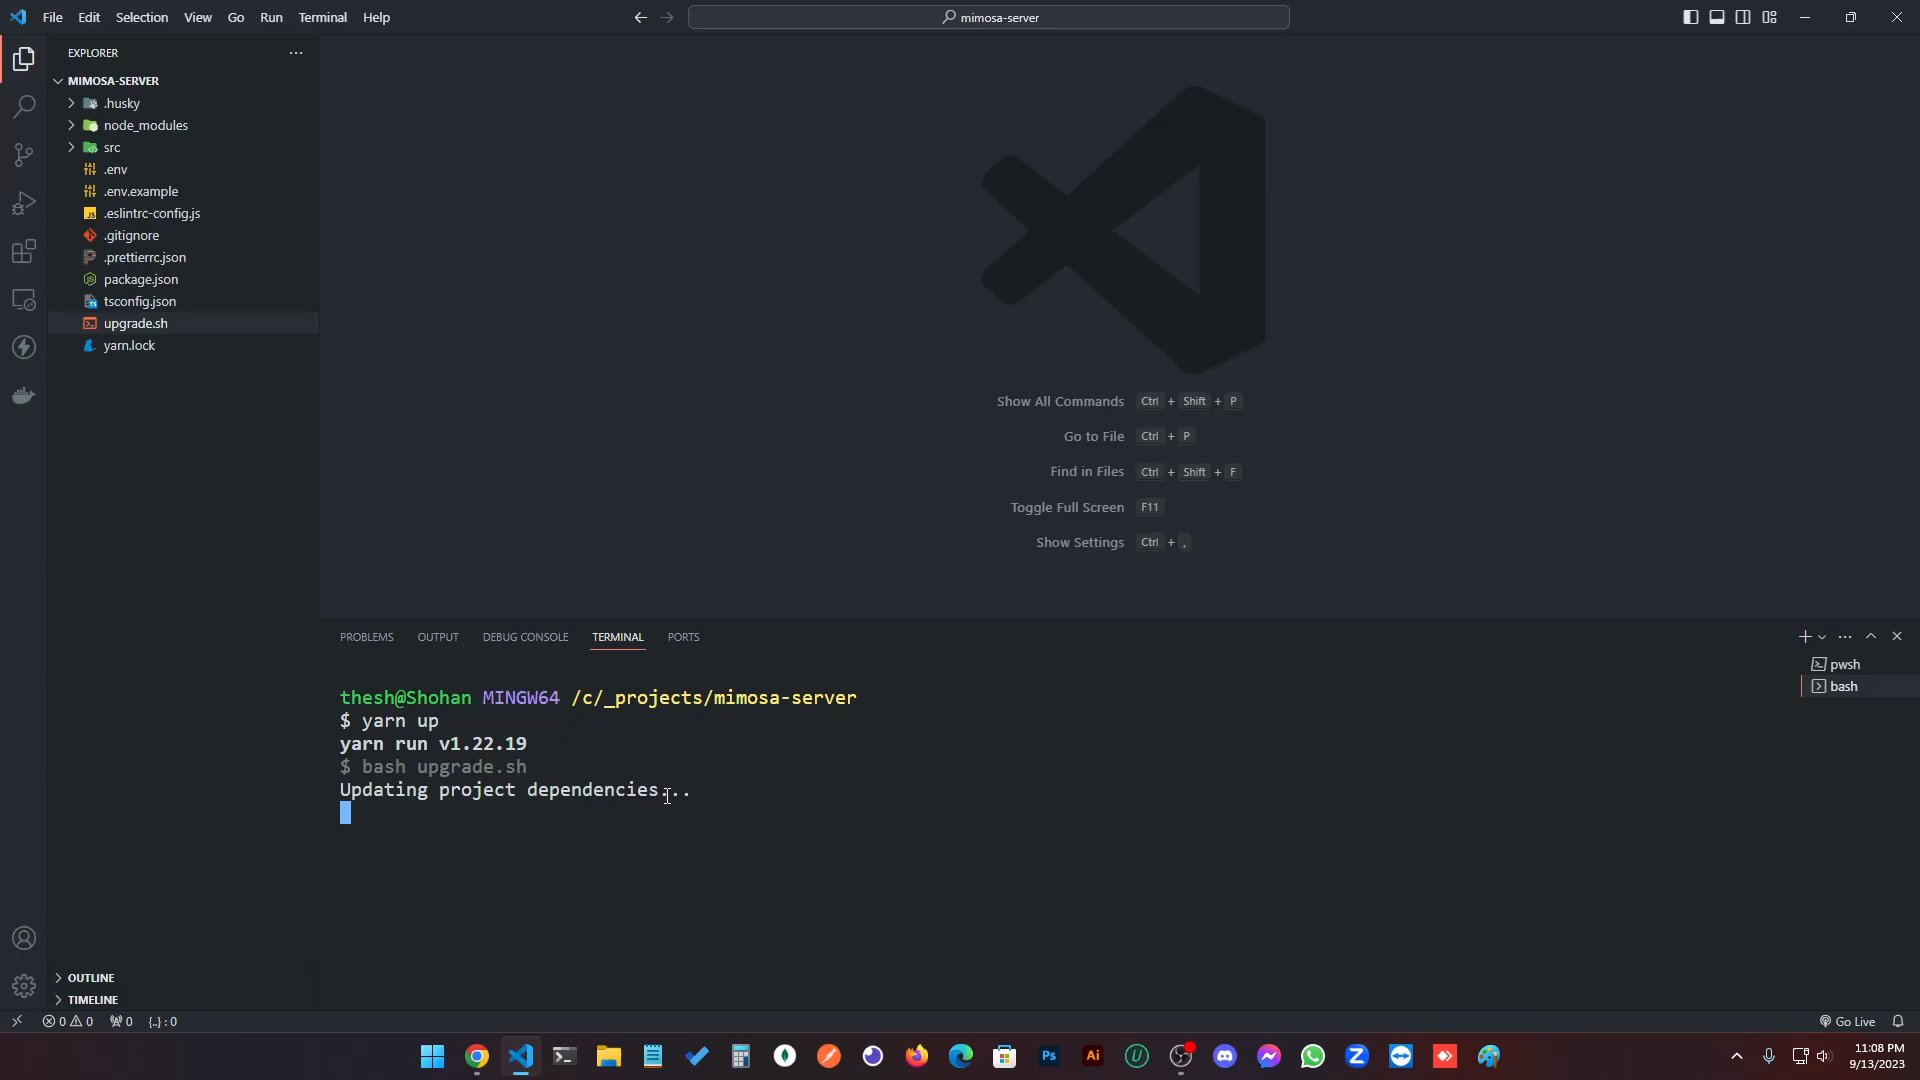 File Edit Selection View Go Run Terminal Help
mimosa-server
EXPLORER
MIMOSA-SERVER
.husky
node_modules
src
.env
.env.example
.eslintrc-config.js
.gitignore
.prettierrc.json
package.json
tsconfig.json
upgrade.sh
yarn.lock
OUTLINE
TIMELINE
Show All Commands Ctrl + Shift + P
Go to File Ctrl + P
Find in Files Ctrl + Shift + F
Toggle Full Screen F11
Show Settings Ctrl + ,
PROBLEMS OUTPUT DEBUG CONSOLE TERMINAL PORTS
pwsh
bash
thesh@Shohan MINGW64 /c/_projects/mimosa-server
$ yarn up
yarn run v1.22.19
$ bash upgrade.sh
Updating project dependencies...
0 0 0 {..} : 0
Go Live
Ps Ai
11:08 PM
9/13/2023